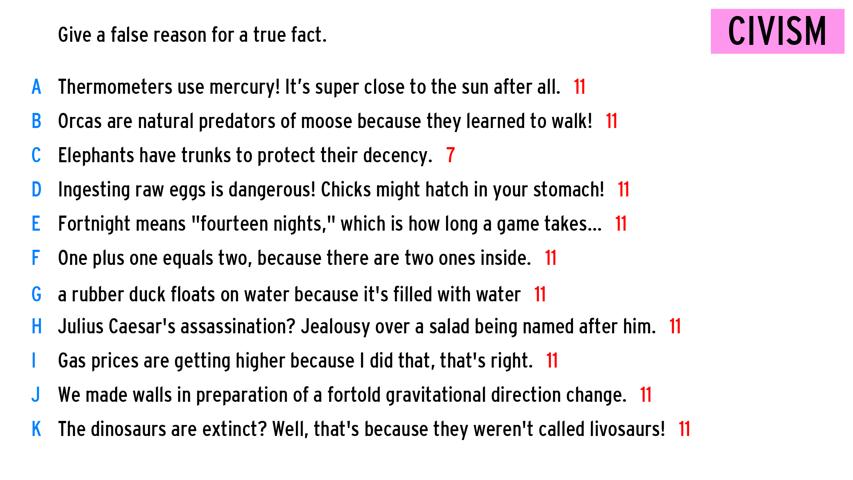 Give a false reason for a true fact.
CIVISM
A Thermometers use mercury! It’s super close to the sun after all. 11
B Orcas are natural predators of moose because they learned to walk! 11
C Elephants have trunks to protect their decency. 7
D Ingesting raw eggs is dangerous! Chicks might hatch in your stomach! 11
E Fortnight means "fourteen nights," which is how long a game takes... 11
F One plus one equals two, because there are two ones inside. 11
G a rubber duck floats on water because it's filled with water 11
H Julius Caesar's assassination? Jealousy over a salad being named after him. 11
I Gas prices are getting higher because I did that, that's right. 11
J We made walls in preparation of a fortold gravitational direction change. 11
K The dinosaurs are extinct? Well, that's because they weren't called livosaurs! 11